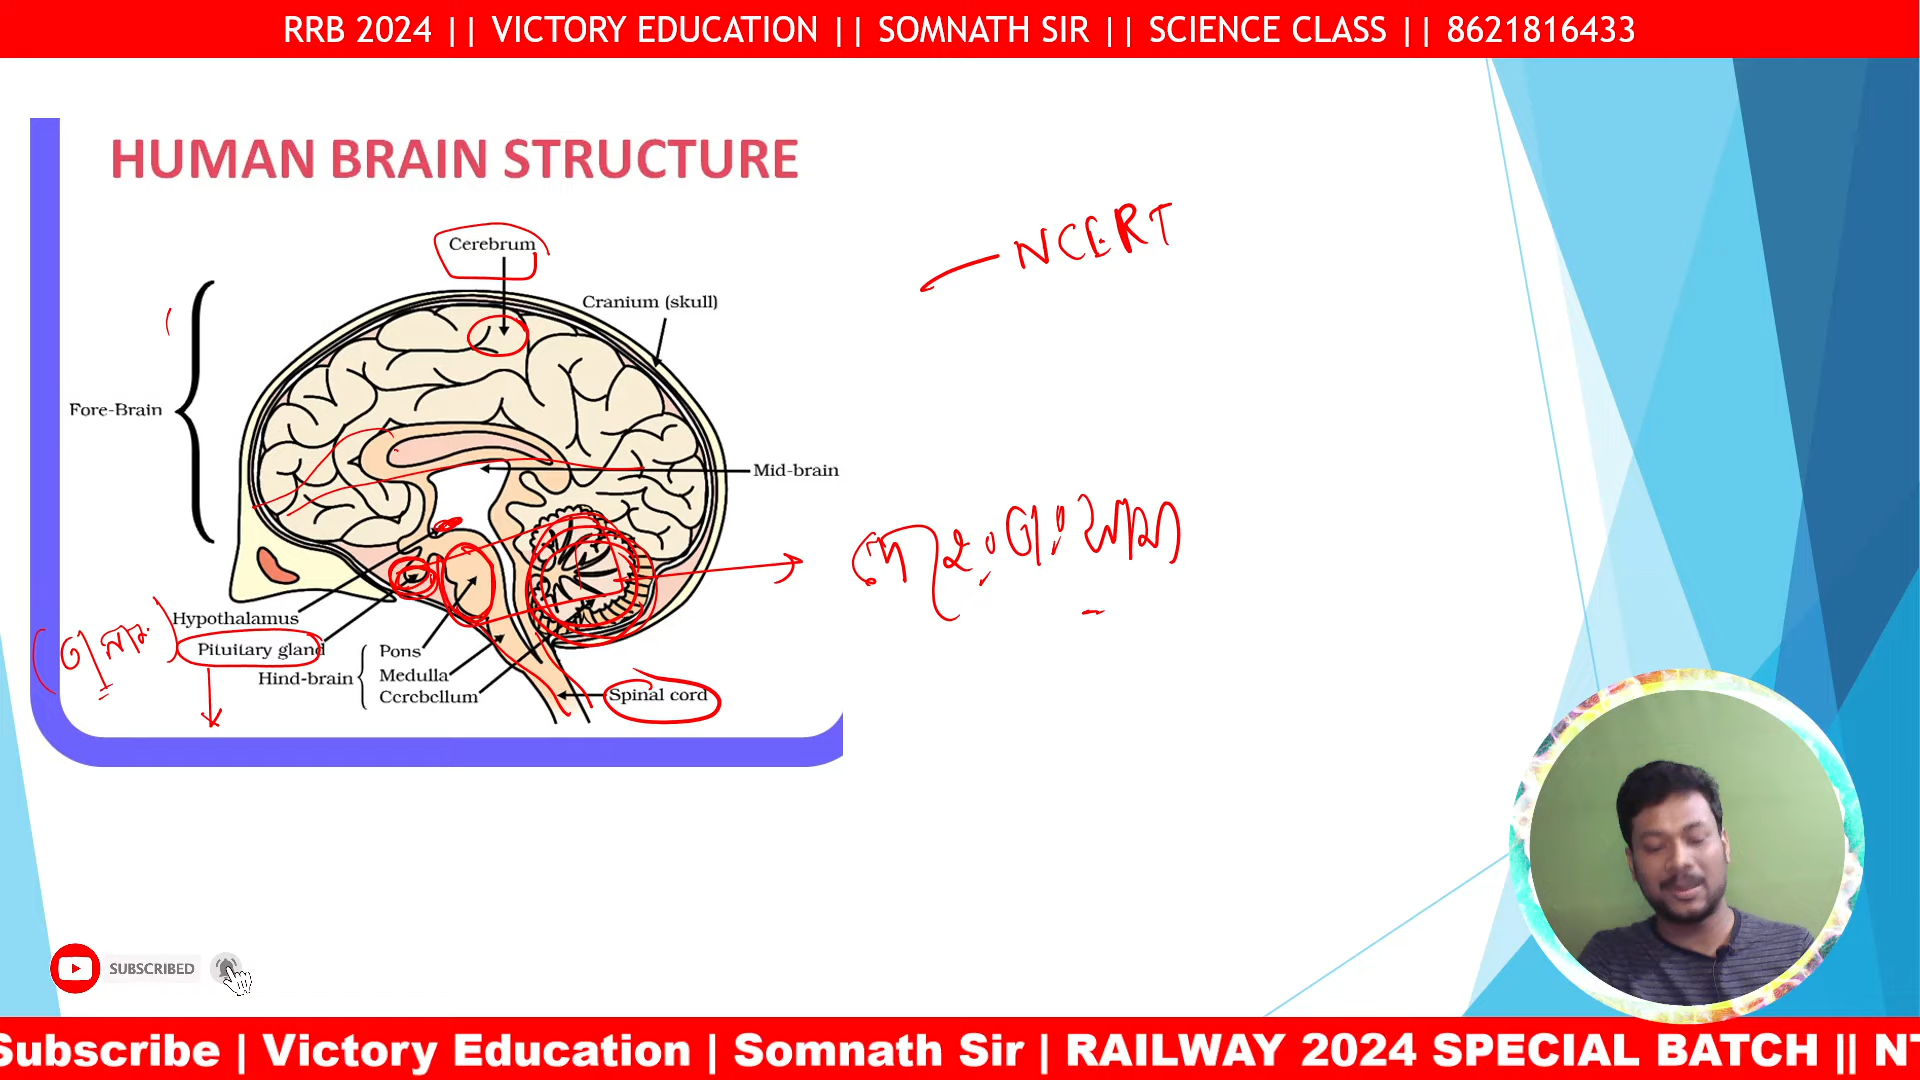 RRB 2024 || VICTORY EDUCATION || SOMNATH SIR || SCIENCE CLASS || 8621816433
HUMAN BRAIN STRUCTURE
NCERT
Cerebrum
Cranium (skull)
Fore-Brain
Mid-brain
Hypothalamus
Pituitary gland
Hind-brain
Pons
Medulla
Cerebellum
Spinal cord
SUBSCRIBED
Subscribe | Victory Education | Somnath Sir | RAILWAY 2024 SPECIAL BATCH || NT